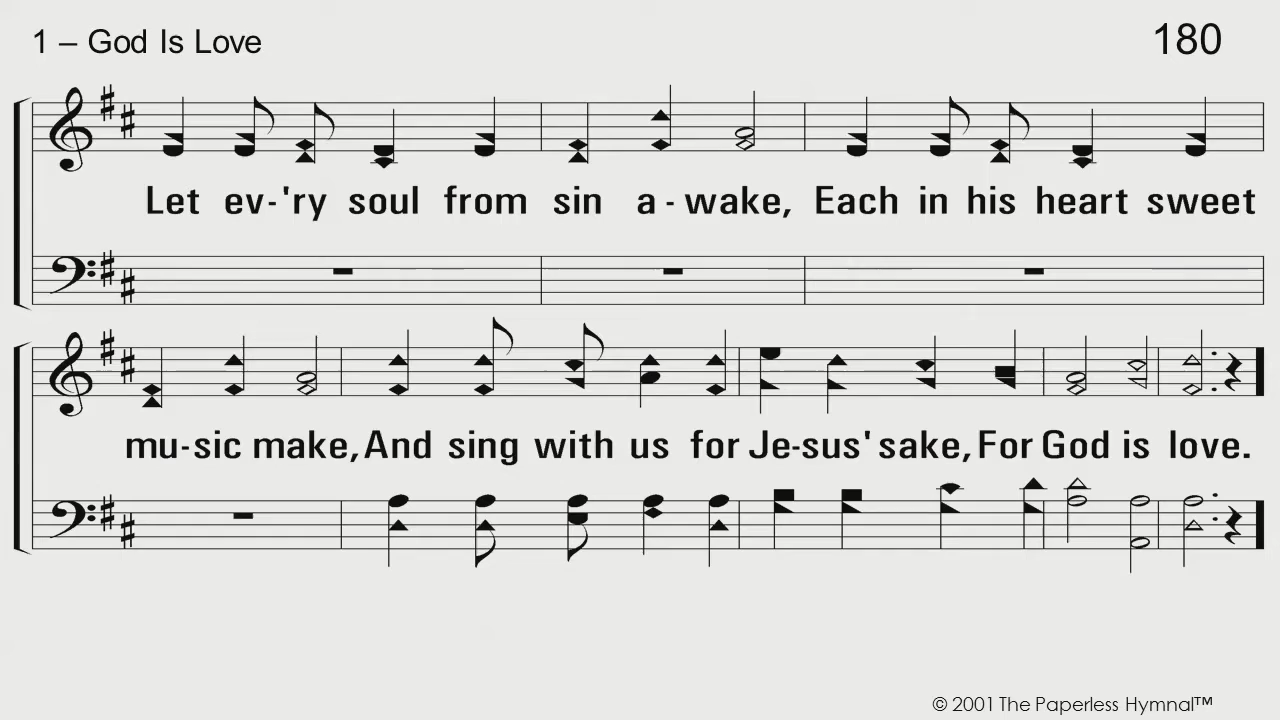 1 – God Is Love
180
Let ev-'ry soul from sin a-wake, Each in his heart sweet
mu-sic make, And sing with us for Je-sus' sake, For God is love.
© 2001 The Paperless Hymnal™